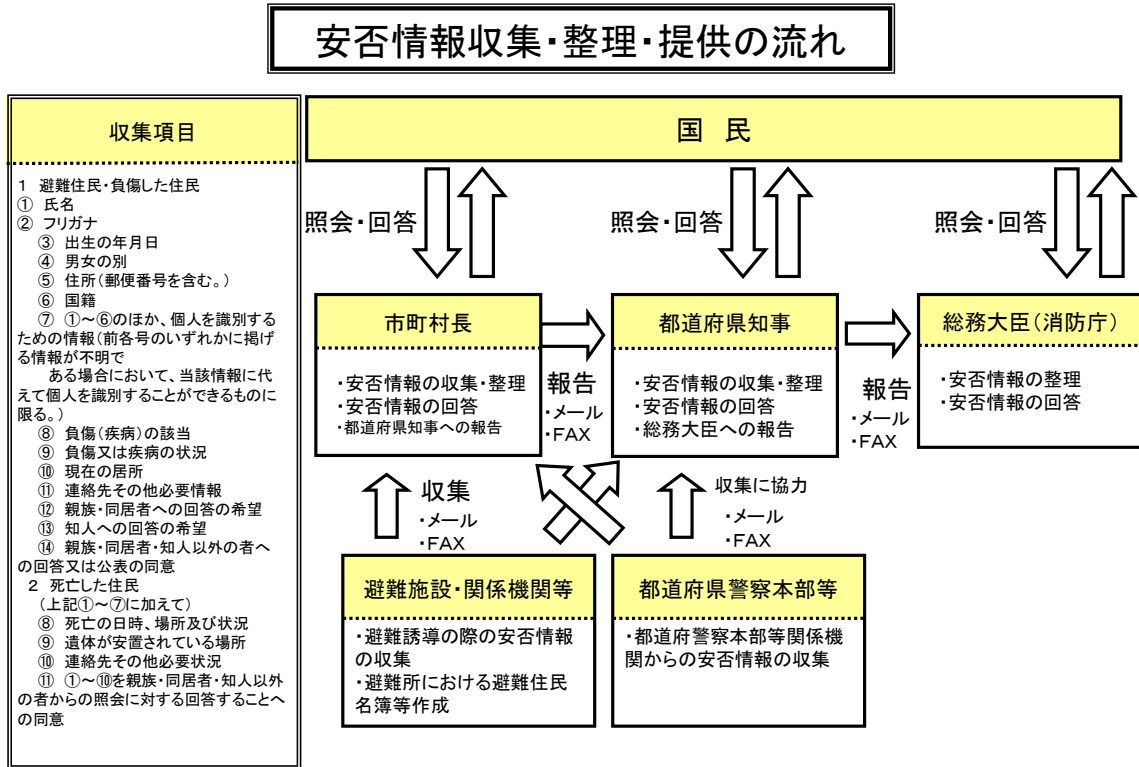 安否情報収集・整理・提供の流れ
収集項目
1 避難住民・負傷した住民
① 氏名
② フリガナ
③ 出生の年月日
④ 男女の別
⑤ 住所(郵便番号を含む。)
⑥ 国籍
⑦ ①~⑥のほか、個人を識別する
ための情報(前各号のいずれかに掲げ
る情報が不明で
ある場合において、当該情報に代
えて個人を識別することができるものに
限る。)
⑧ 負傷(疾病)の該当
⑨ 負傷又は疾病の状況
⑩ 現在の居所
⑪ 連絡先その他必要情報
⑫ 親族・同居者への回答の希望
⑬ 知人への回答の希望
⑭ 親族・同居者・知人以外の者へ
の回答又は公表の同意
2 死亡した住民
(上記①~⑦に加えて)
⑧ 死亡の日時、場所及び状況
⑨ 遺体が安置されている場所
⑩ 連絡先その他必要状況
⑪ ①~⑩を親族・同居者・知人以外
の者からの照会に対する回答することへ
の同意
国 民
照会・回答
照会・回答
照会・回答
市町村長
・安否情報の収集・整理
・安否情報の回答
・都道府県知事への報告
報告
・メール
・FAX
都道府県知事
・安否情報の収集・整理
・安否情報の回答
・総務大臣への報告
報告
・メール
・FAX
総務大臣(消防庁)
・安否情報の整理
・安否情報の回答
収集
・メール
・FAX
収集に協力
・メール
・FAX
避難施設・関係機関等
・避難誘導の際の安否情報
の収集
・避難所における避難住民
名簿等作成
都道府県警察本部等
・都道府警察本部等関係機
関からの安否情報の収集